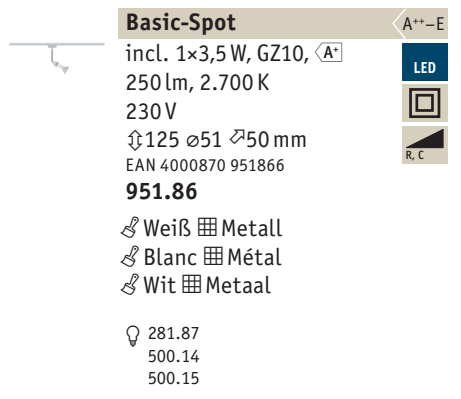 Basic-Spot
A++–E
incl. 1×3,5 W, GZ10, A+
250 lm, 2.700 K
230 V
⇕125 ⌀51 ↗50 mm
EAN 4000870 951866
951.86
LED
R, C
Weiß Metall
Blanc Métal
Wit Metaal
281.87
500.14
500.15